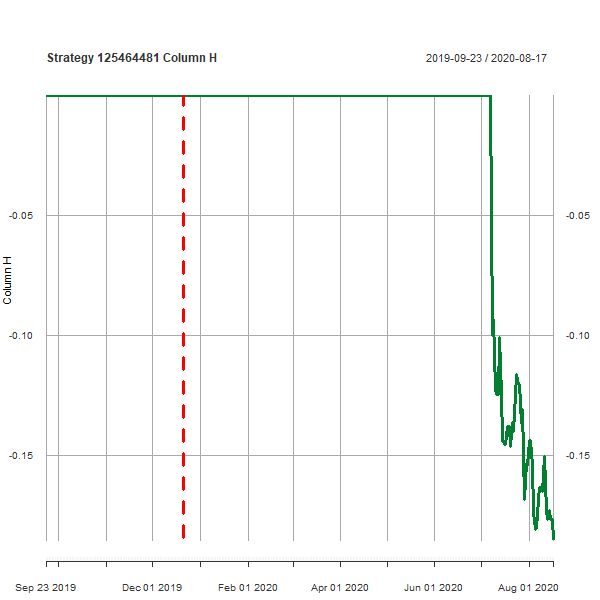 Strategy 125464481 Column H
2019-09-23 / 2020-08-17
-0.05
-0.05
Column H
-0.10
-0.10
-0.15
-0.15
Sep 23 2019
Dec 01 2019
Feb 01 2020
Apr 01 2020
Jun 01 2020
Aug 01 2020